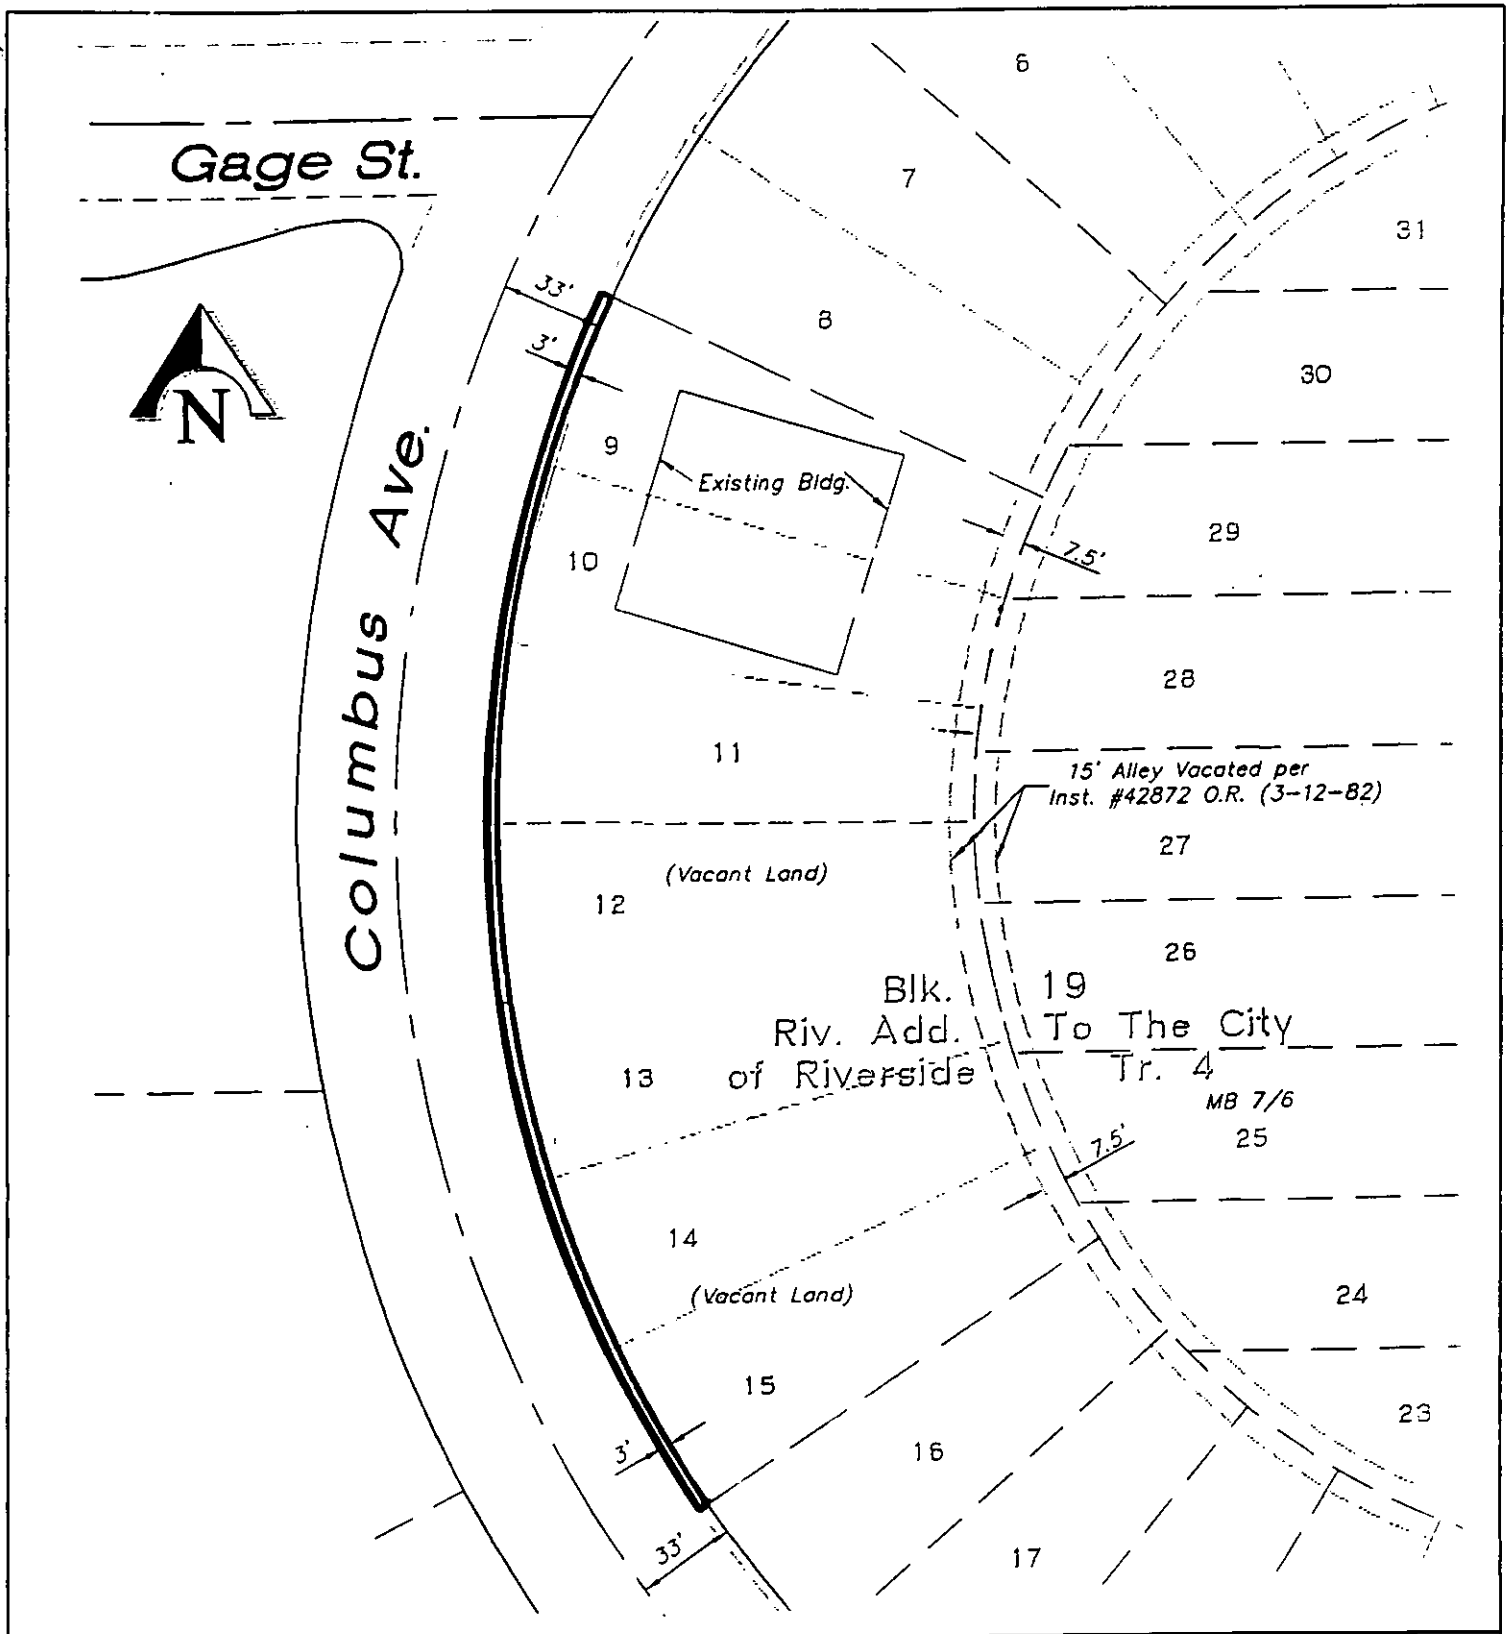 6
Gage St.
7
31
33'
8
3'
30
N
9
Existing Bldg.
29
10
7.5'
Columbus Ave.
28
11
15' Alley Vacated per
Inst. #42872 O.R. (3-12-82)
27
(Vacant Land)
12
26
Blk. 19
Riv. Add. To The City
of Riverside Tr. 4
13
MB 7/6
25
7.5'
14
(Vacant Land)
24
15
23
3'
16
33'
17